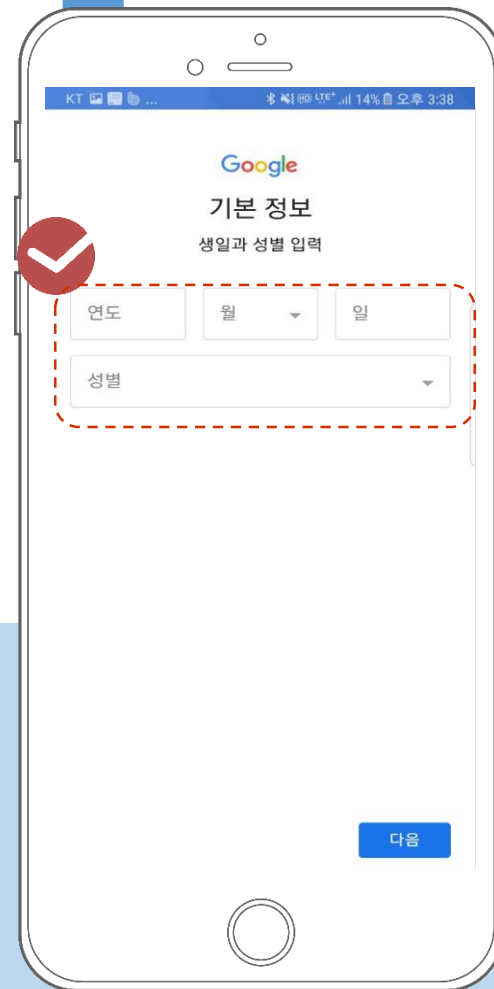 KT ... LTE+ 14% 오후 3:38
Google
기본 정보
생일과 성별 입력
연도 월 일
성별
다음